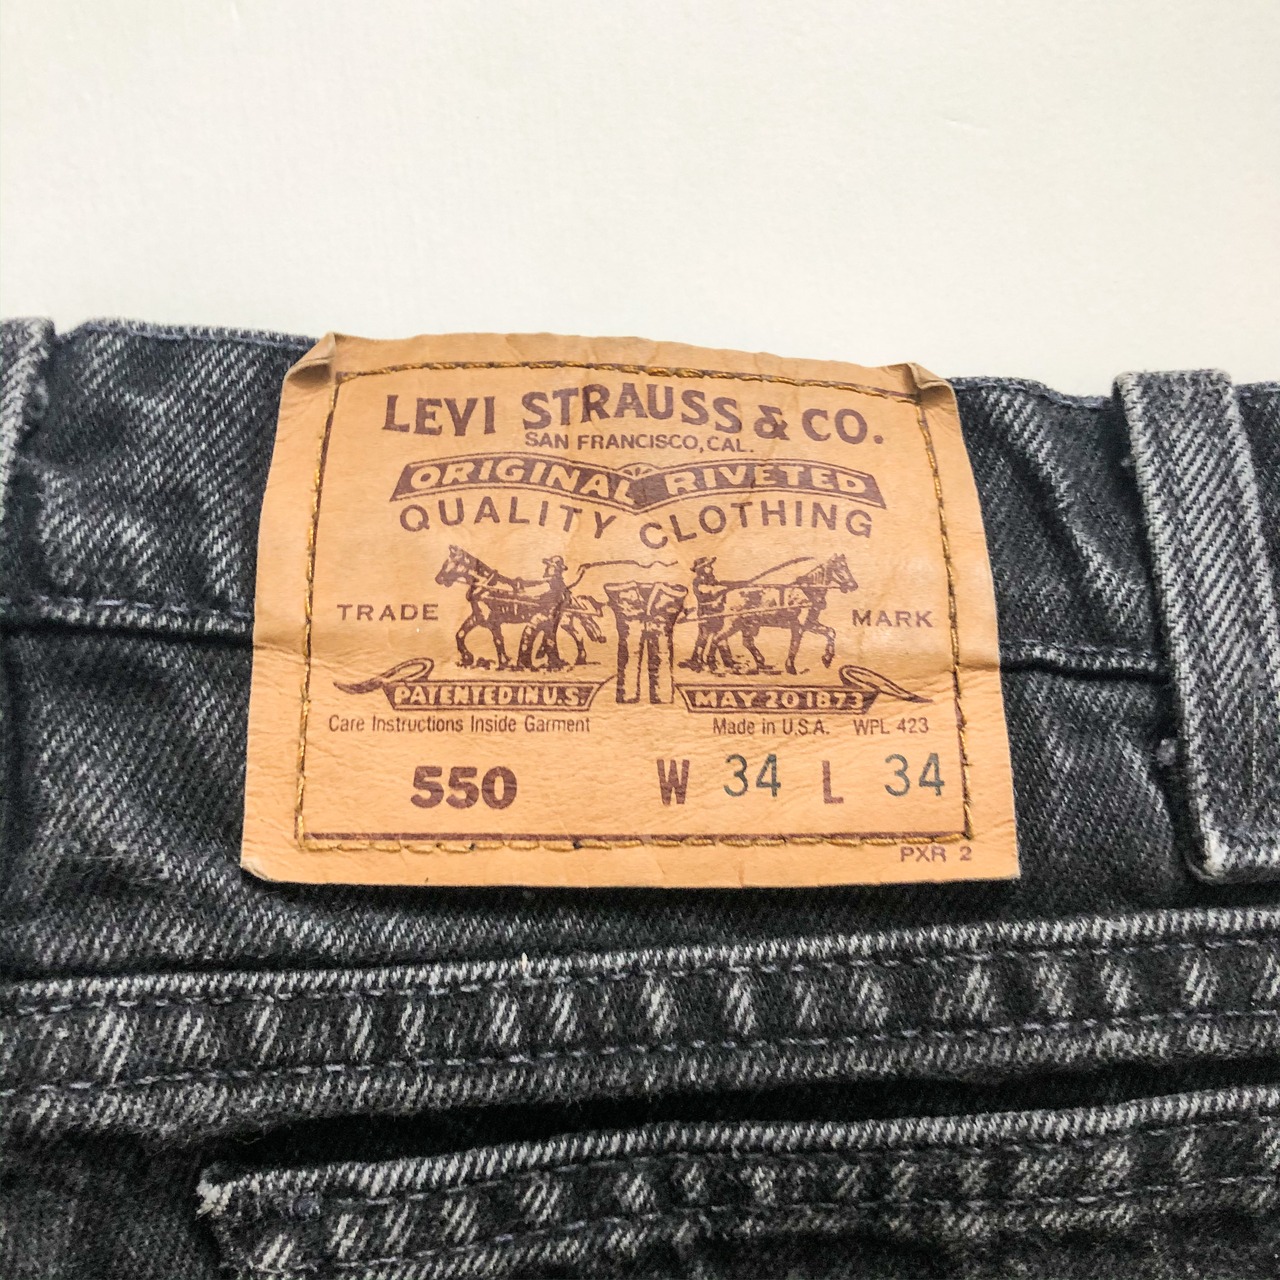 LEVI STRAUSS & CO.
SAN FRANCISCO, CAL.
ORIGINAL RIVETED
QUALITY CLOTHING
TRADE MARK
PATENTED IN U.S. MAY 20 1873
Care Instructions Inside Garment Made in U.S.A. WPL 423
550 W 34 L 34
PXR 2